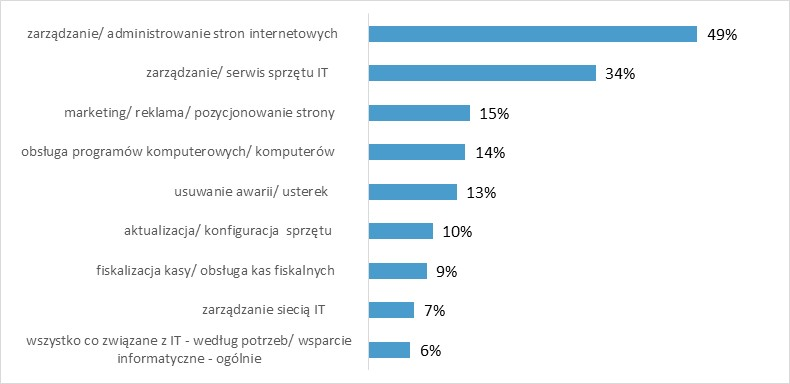 zarządzanie/ administrowanie stron internetowych 49%
zarządzanie/ serwis sprzętu IT 34%
marketing/ reklama/ pozycjonowanie strony 15%
obsługa programów komputerowych/ komputerów 14%
usuwanie awarii/ usterek 13%
aktualizacja/ konfiguracja sprzętu 10%
fiskalizacja kasy/ obsługa kas fiskalnych 9%
zarządzanie siecią IT 7%
wszystko co związane z IT - według potrzeb/ wsparcie
informatyczne - ogólnie 6%